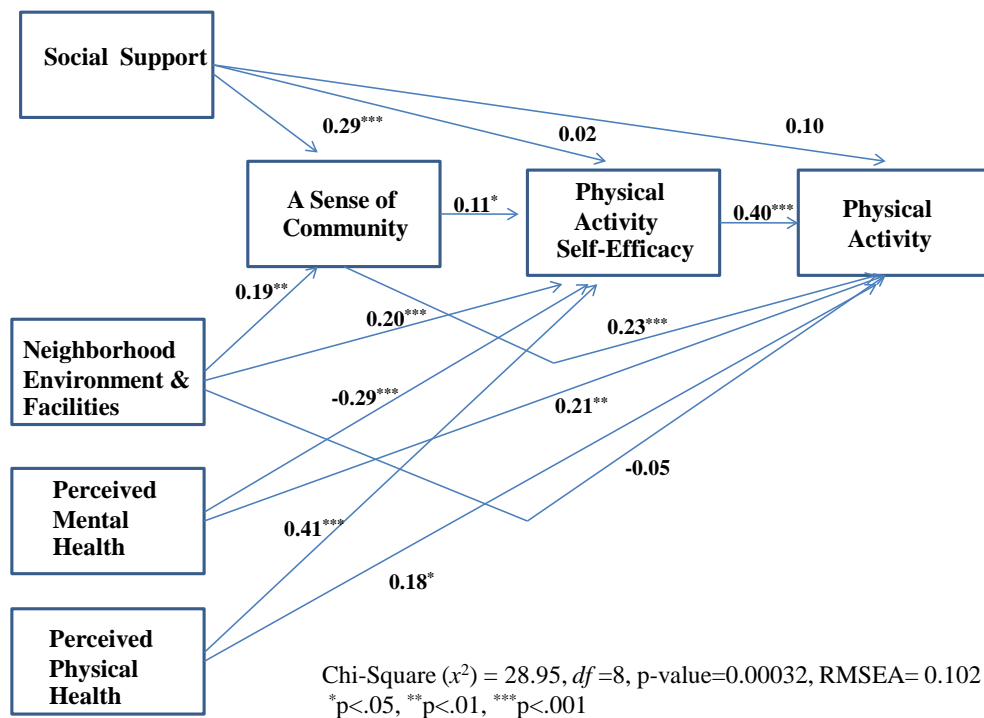 Social Support
0.29***
0.02
0.10
A Sense of
Community
0.11*
Physical
Activity
Self-Efficacy
0.40***
Physical
Activity
0.19**
0.20***
0.23***
Neighborhood
Environment &
Facilities
-0.29***
0.21**
-0.05
Perceived
Mental
Health
0.41***
0.18*
Perceived
Physical
Health
Chi-Square (x²) = 28.95, df =8, p-value=0.00032, RMSEA= 0.102
*p<.05, **p<.01, ***p<.001